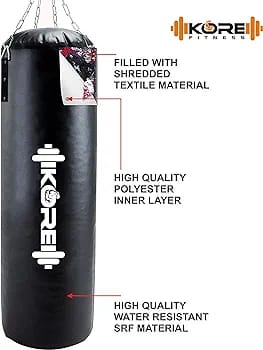 KORE
FITNESS
FILLED WITH
SHREDDED
TEXTILE MATERIAL
KORE
HIGH QUALITY
POLYESTER
INNER LAYER
HIGH QUALITY
WATER RESISTANT
SRF MATERIAL